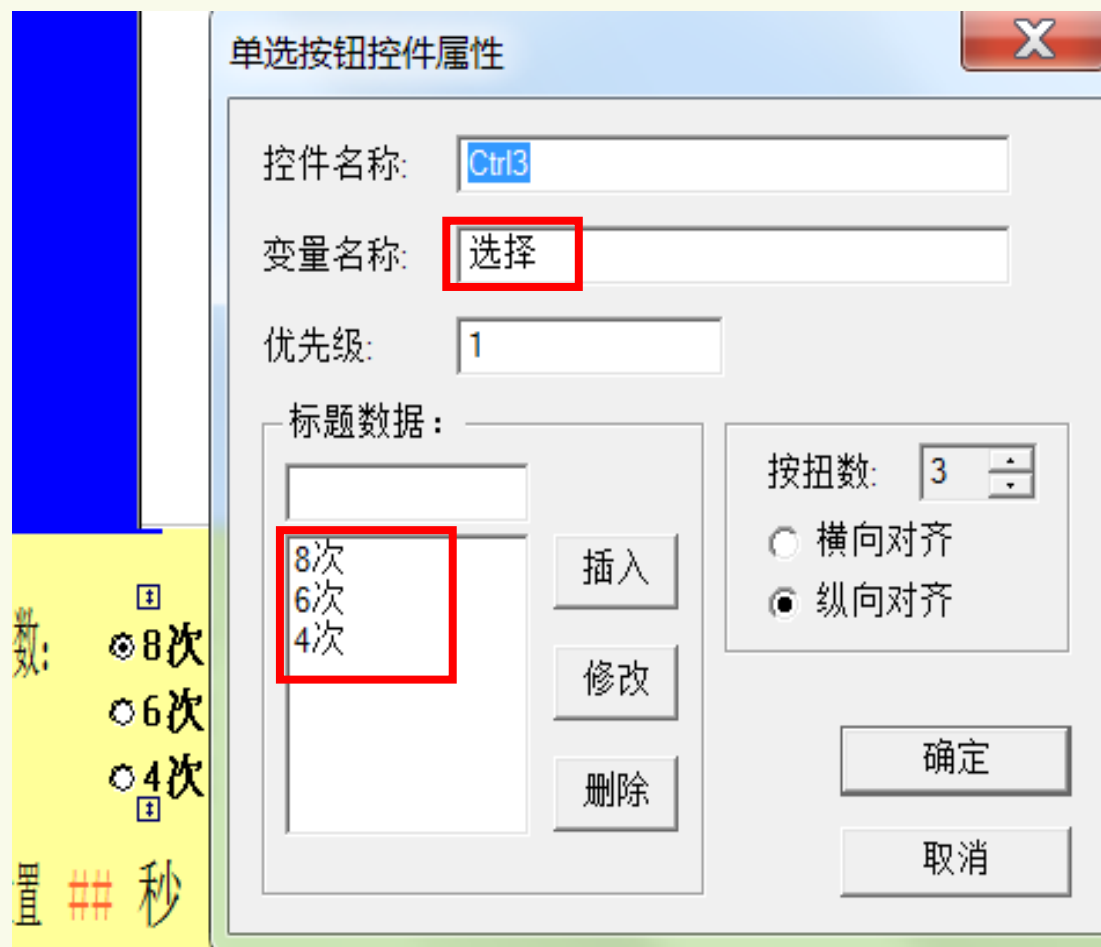 单选按钮控件属性
控件名称: Ctrl3
变量名称: 选择
优先级: 1
标题数据：
按扭数: 3
横向对齐
纵向对齐
8次
6次
4次
插入
修改
删除
确定
取消
数:
8次
6次
4次
置 ## 秒